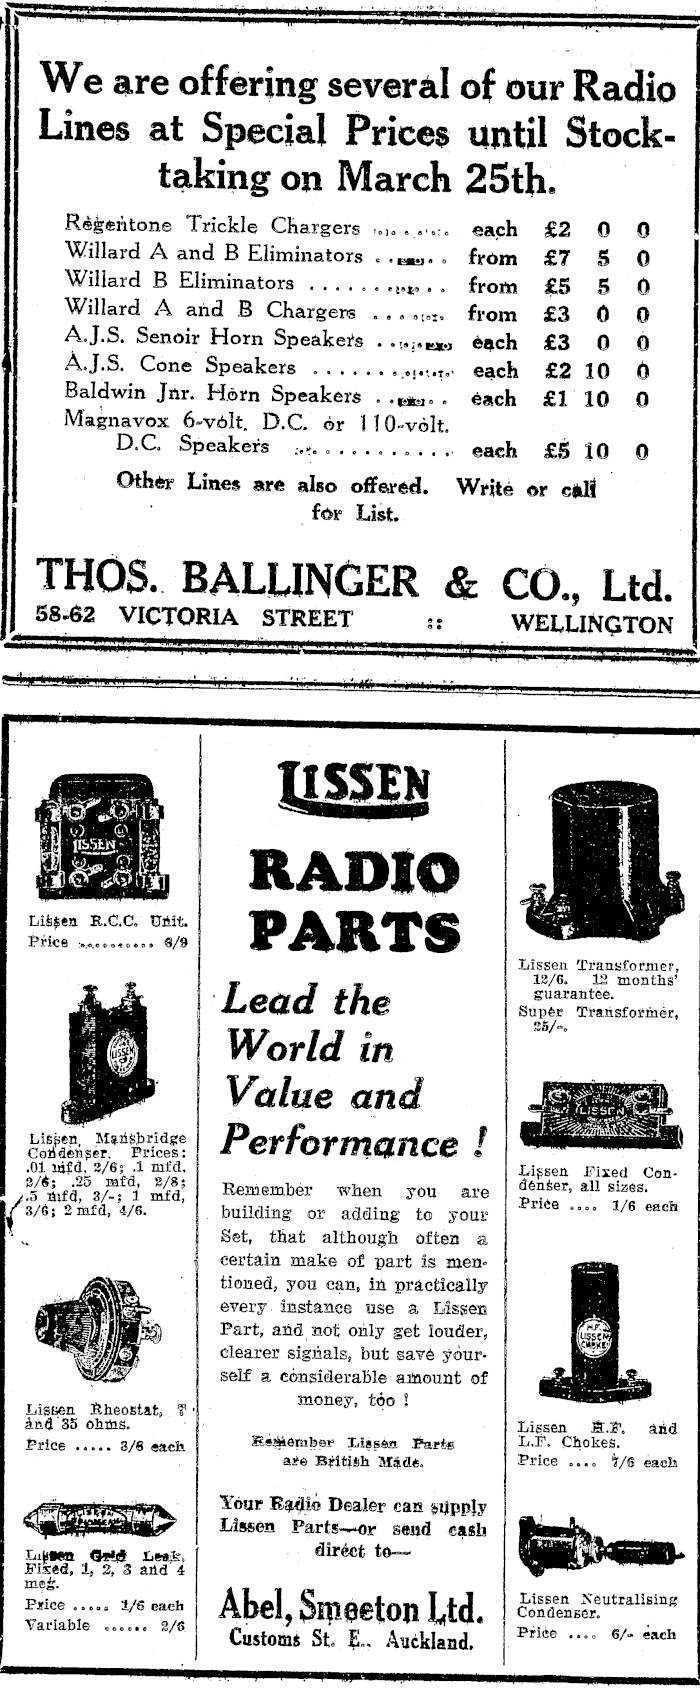 We are offering several of our Radio
Lines at Special Prices until Stock-
taking on March 25th.
Regentone Trickle Chargers ........ each £2 0 0
Willard A and B Eliminators ........ from £7 5 0
Willard B Eliminators ............ from £5 5 0
Willard A and B Chargers ........ from £3 0 0
A.J.S. Senoir Horn Speakers ........ each £3 0 0
A.J.S. Cone Speakers ............ each £2 10 0
Baldwin Jnr. Horn Speakers ........ each £1 10 0
Magnavox 6-volt. D.C. or 110-volt.
D.C. Speakers ............ each £5 10 0
Other Lines are also offered. Write or call
for List.
THOS. BALLINGER & CO., Ltd.
58-62 VICTORIA STREET :: WELLINGTON
LISSEN
Lissen R.C.C. Unit.
Price ........... 6/9
LISSEN
Lissen Mansbridge
Condenser. Prices:
.01 mfd, 2/6; .1 mfd.
2/6; .25 mfd, 2/8;
.5 mfd, 3/-; 1 mfd,
3/6; 2 mfd, 4/6.
Lissen Rheostat,
and 35 ohms.
Price ..... 3/6 each
LISSEN
Lissen Grid Leak,
Fixed, 1, 2, 3 and 4
meg.
Price ..... 1/6 each
Variable ...... 2/6
LISSEN
RADIO
PARTS
Lead the
World in
Value and
Performance !
Remember when you are
building or adding to your
Set, that although often a
certain make of part is men-
tioned, you can, in practically
every instance use a Lissen
Part, and not only get louder,
clearer signals, but save your-
self a considerable amount of
money, too !
Remember Lissen Parts
are British Made.
Your Radio Dealer can supply
Lissen Parts—or send cash
direct to—
Abel, Smeeton Ltd.
Customs St. E., Auckland.
Lissen Transformer,
12/6. 12 months'
guarantee.
Super Transformer,
25/-.
LISSEN
Lissen Fixed Con-
denser, all sizes.
Price .... 1/6 each
H.F.
LISSEN
CHOKE
Lissen H.F. and
L.F. Chokes.
Price .... 7/6 each
Lissen Neutralising
Condenser.
Price .... 6/- each